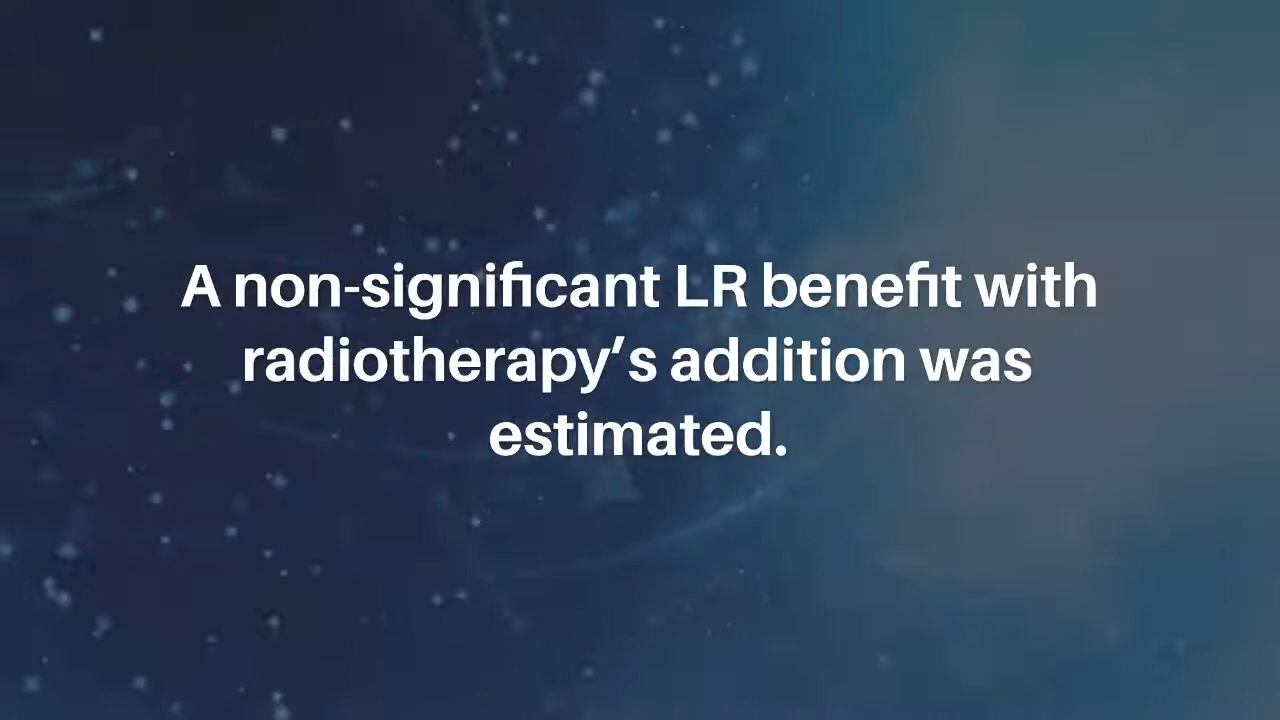 A non-significant LR benefit with
radiotherapy’s addition was
estimated.